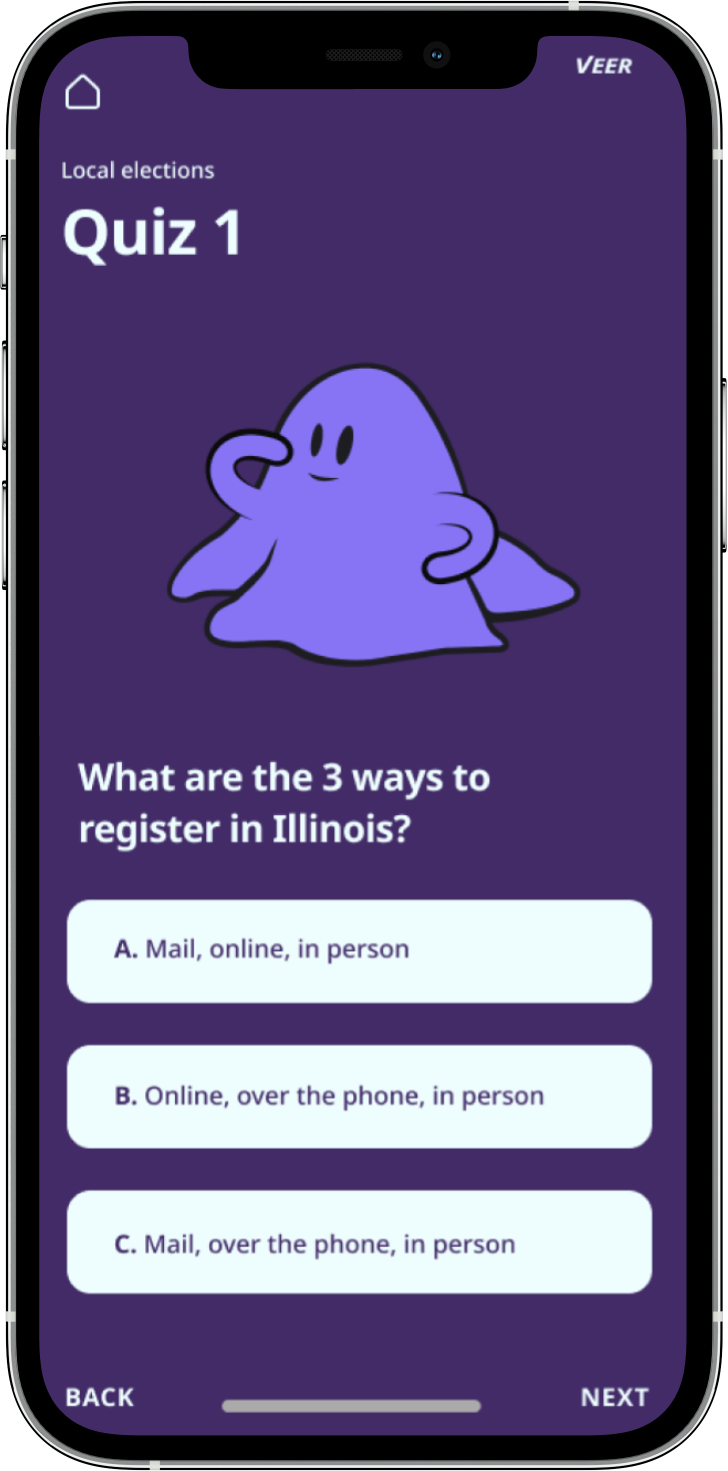 VEER
Local elections
Quiz 1
What are the 3 ways to
register in Illinois?
A. Mail, online, in person
B. Online, over the phone, in person
C. Mail, over the phone, in person
BACK
NEXT